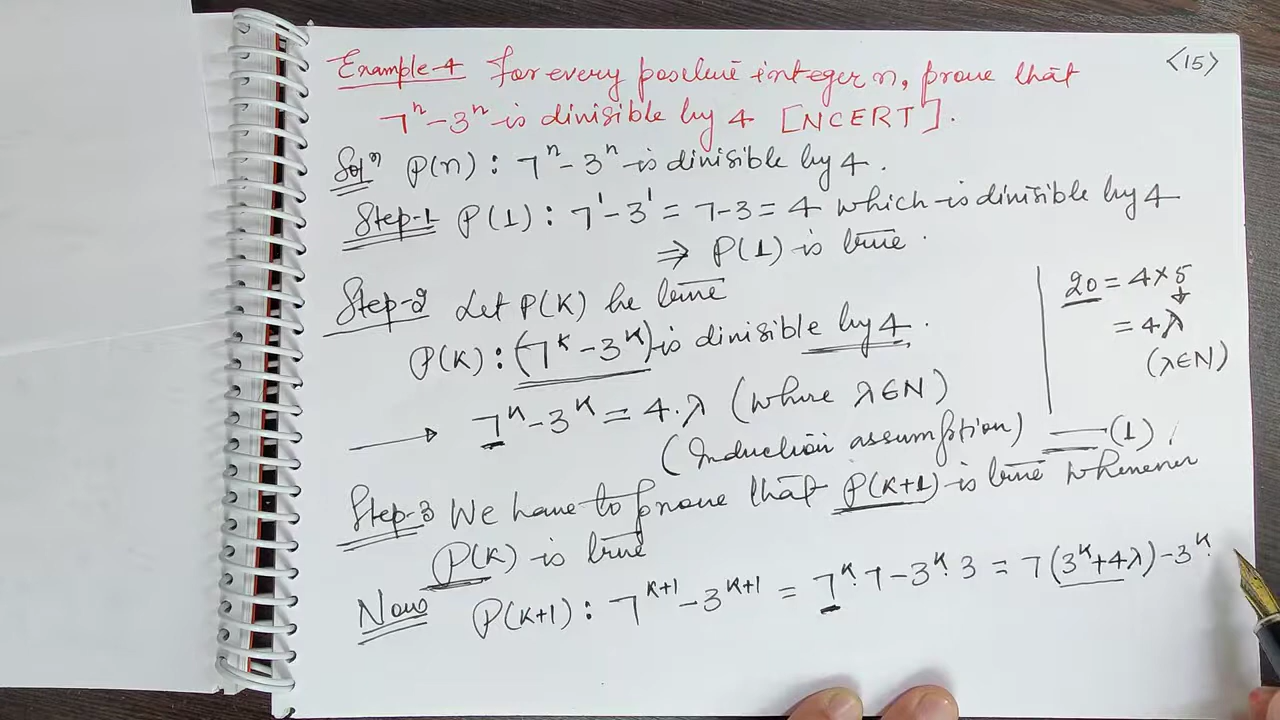 <15>
Example-4 For every positive integer n, prove that
7ⁿ - 3ⁿ is divisible by 4 [NCERT].
Solⁿ P(n) : 7ⁿ - 3ⁿ is divisible by 4.
Step-1 P(1) : 7¹ - 3¹ = 7 - 3 = 4 which is divisible by 4
⇒ P(1) is true.
Step-2 Let P(K) be true
P(K) : (7ᴷ - 3ᴷ) is divisible by 4.
→ 7ᴷ - 3ᴷ = 4·λ (where λ∈N)
(Induction assumption) —(1)
20 = 4×5
↓
= 4λ
(λ∈N)
Step-3 We have to prove that P(K+1) is true whenever
P(K) is true
Now P(K+1) : 7ᴷ⁺¹ - 3ᴷ⁺¹ = 7ᴷ·7 - 3ᴷ·3 = 7(3ᴷ+4λ) - 3ᴷ·